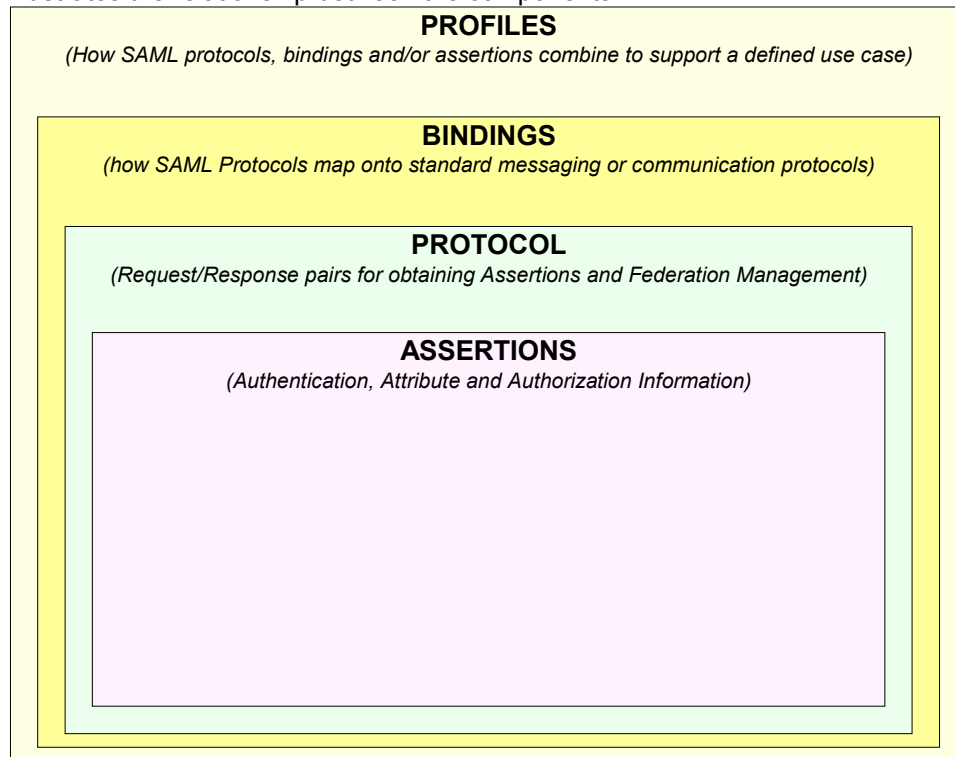 PROFILES
(How SAML protocols, bindings and/or assertions combine to support a defined use case)
BINDINGS
(how SAML Protocols map onto standard messaging or communication protocols)
PROTOCOL
(Request/Response pairs for obtaining Assertions and Federation Management)
ASSERTIONS
(Authentication, Attribute and Authorization Information)